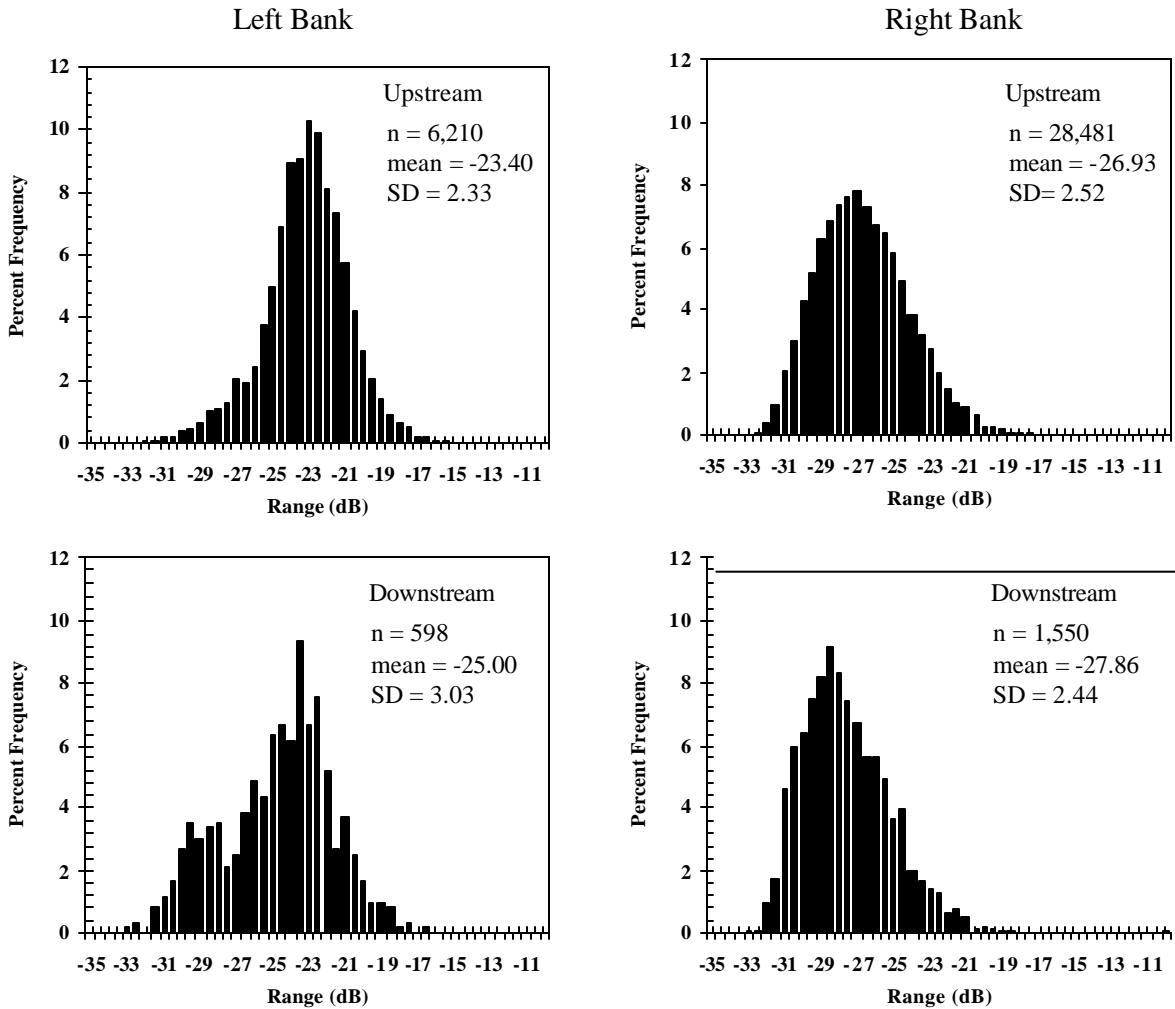 Left Bank
12
10
8
6
4
2
0
Percent Frequency
Upstream
n = 6,210
mean = -23.40
SD = 2.33
-35 -33 -31 -29 -27 -25 -23 -21 -19 -17 -15 -13 -11
Range (dB)
Right Bank
12
10
8
6
4
2
0
Percent Frequency
Upstream
n = 28,481
mean = -26.93
SD= 2.52
-35 -33 -31 -29 -27 -25 -23 -21 -19 -17 -15 -13 -11
Range (dB)
12
10
8
6
4
2
0
Percent Frequency
Downstream
n = 598
mean = -25.00
SD = 3.03
-35 -33 -31 -29 -27 -25 -23 -21 -19 -17 -15 -13 -11
Range (dB)
12
10
8
6
4
2
0
Percent Frequency
Downstream
n = 1,550
mean = -27.86
SD = 2.44
-35 -33 -31 -29 -27 -25 -23 -21 -19 -17 -15 -13 -11
Range (dB)